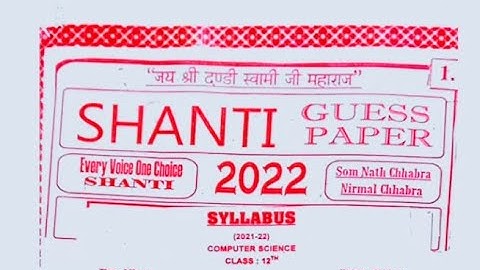 "जय श्री दण्डी स्वामी जी महाराज"
1.
SHANTI GUESS PAPER
Every Voice One Choice
SHANTI
2022
Som Nath Chhabra
Nirmal Chhabra
SYLLABUS
(2021-22)
COMPUTER SCIENCE
CLASS : 12TH